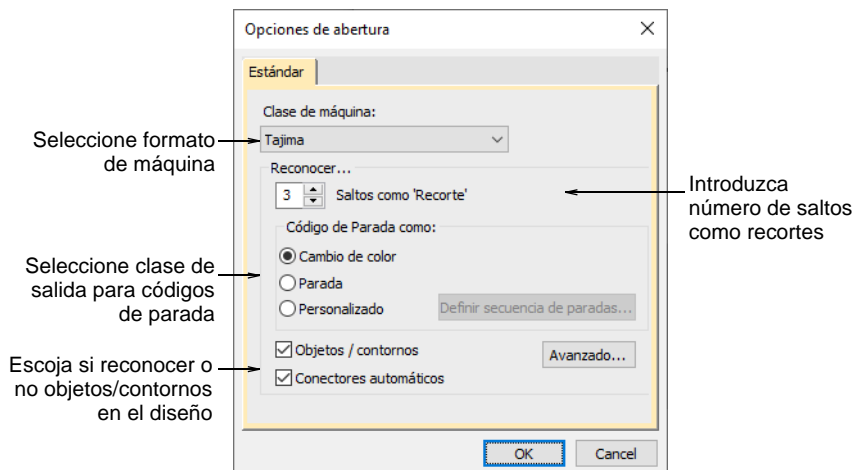 Opciones de abertura
Estándar
Clase de máquina:
Tajima
Seleccione formato
de máquina
Reconocer...
3 Saltos como 'Recorte'
Introduzca
número de saltos
como recortes
Código de Parada como:
Cambio de color
Parada
Personalizado Definir secuencia de paradas...
Seleccione clase de
salida para códigos
de parada
Objetos / contornos Avanzado...
Conectores automáticos
Escoja si reconocer o
no objetos/contornos
en el diseño
OK Cancel